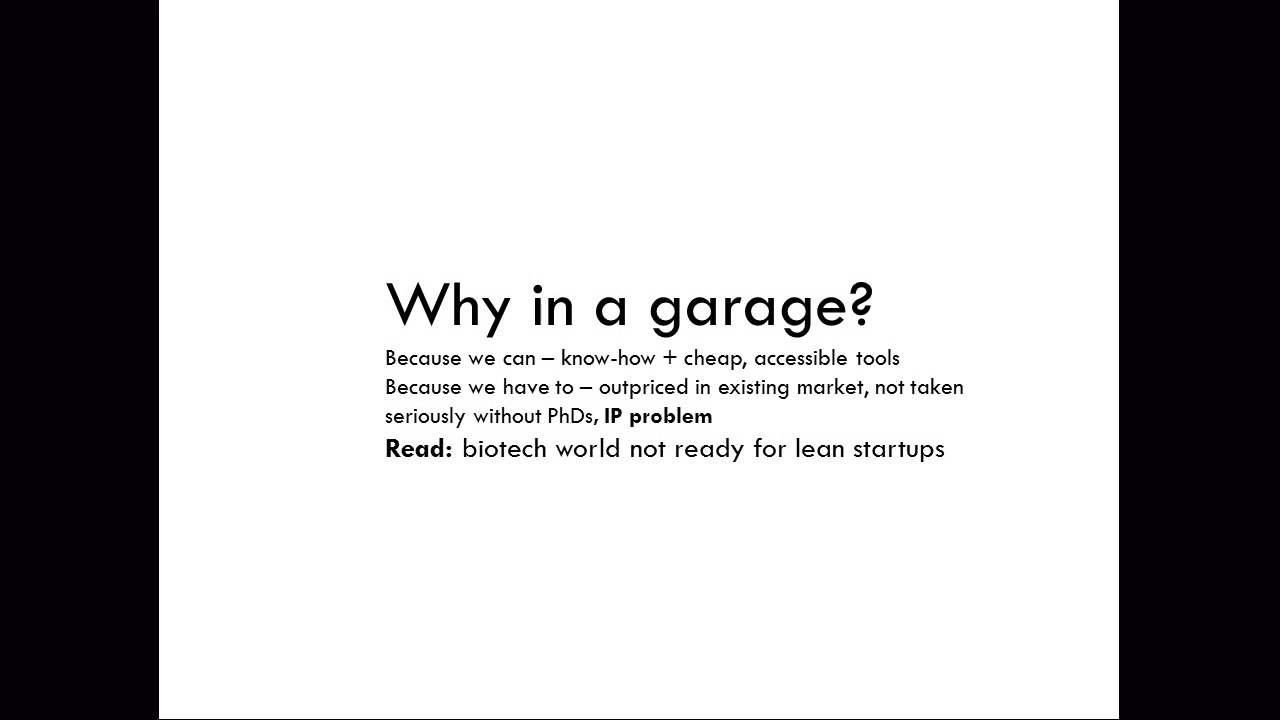 Why in a garage?
Because we can – know-how + cheap, accessible tools
Because we have to – outpriced in existing market, not taken
seriously without PhDs, IP problem
Read: biotech world not ready for lean startups